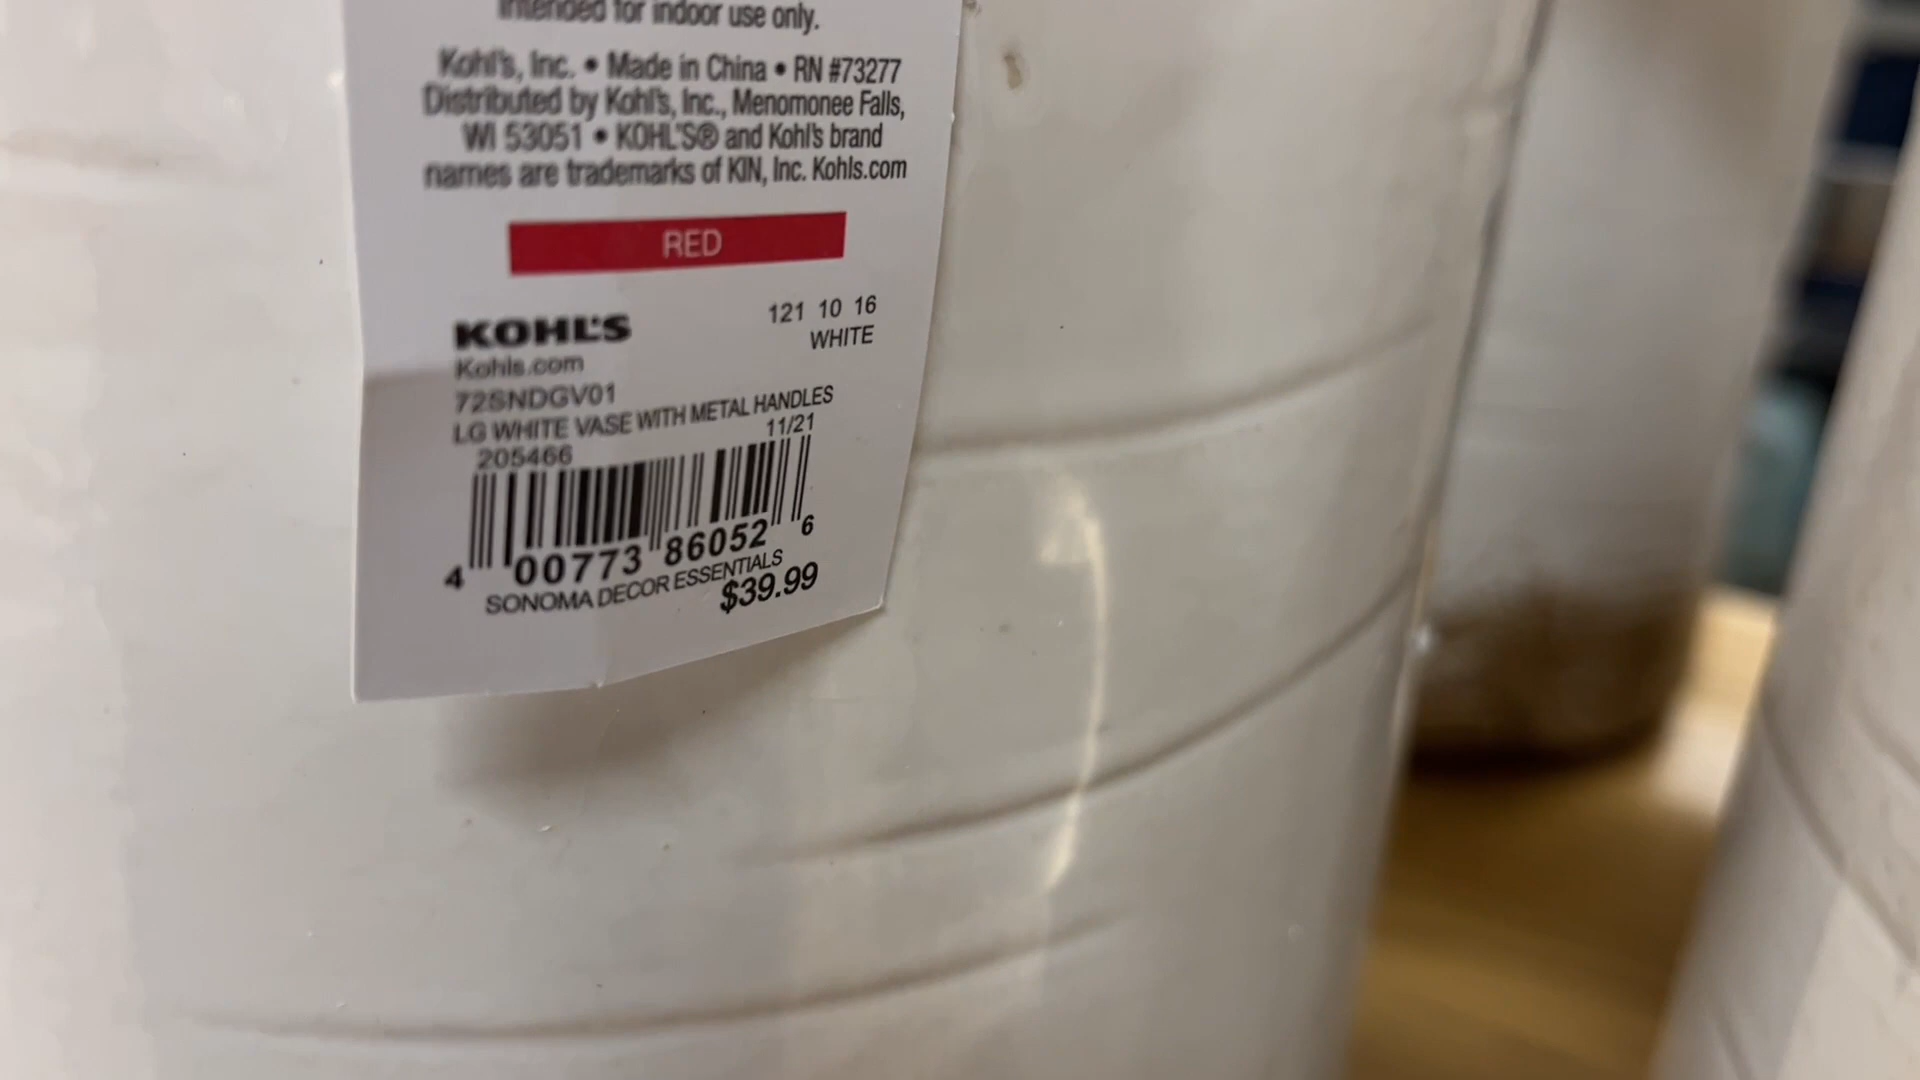 intended for indoor use only.
Kohl's, Inc. • Made in China • RN #73277
Distributed by Kohl's, Inc., Menomonee Falls,
WI 53051 • KOHL'S® and Kohl's brand
names are trademarks of KIN, Inc. Kohls.com
RED
KOHL'S
121 10 16
Kohls.com
WHITE
72SNDGV01
LG WHITE VASE WITH METAL HANDLES
11/21
205466
4 00773 86052 6
SONOMA DECOR ESSENTIALS
$39.99